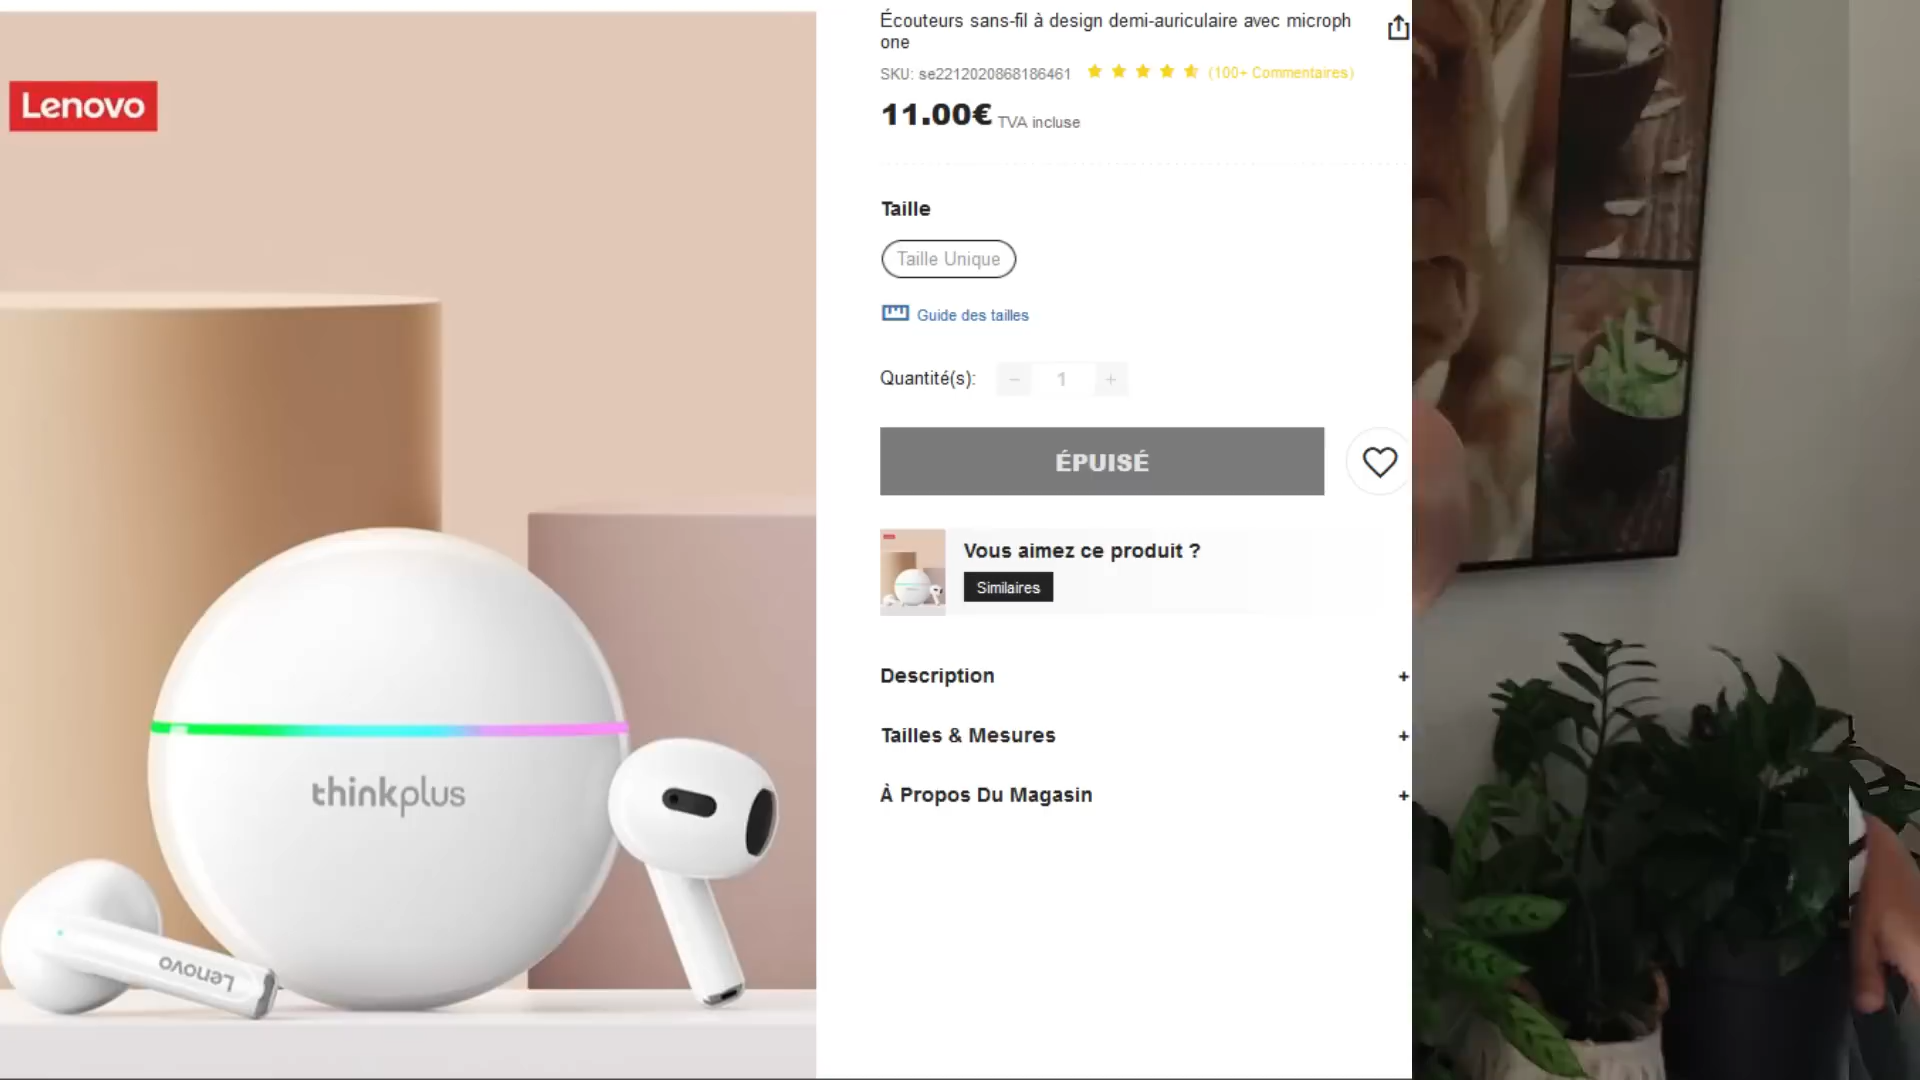 Lenovo
thinkplus
Lenovo
Écouteurs sans-fil à design demi-auriculaire avec microph
one
SKU: se2212020868186461 (100+ Commentaires)
11.00€ TVA incluse
Taille
Taille Unique
Guide des tailles
Quantité(s): − 1 +
ÉPUISÉ
Vous aimez ce produit ?
Similaires
Description +
Tailles & Mesures +
À Propos Du Magasin +